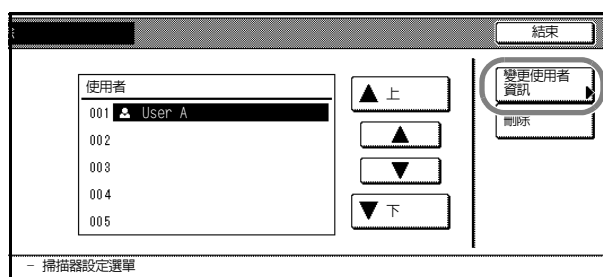 結束
使用者
001 User A
002
003
004
005
▲ 上
▲
▼
▼ 下
變更使用者
資訊
刪除
- 掃描器設定選單